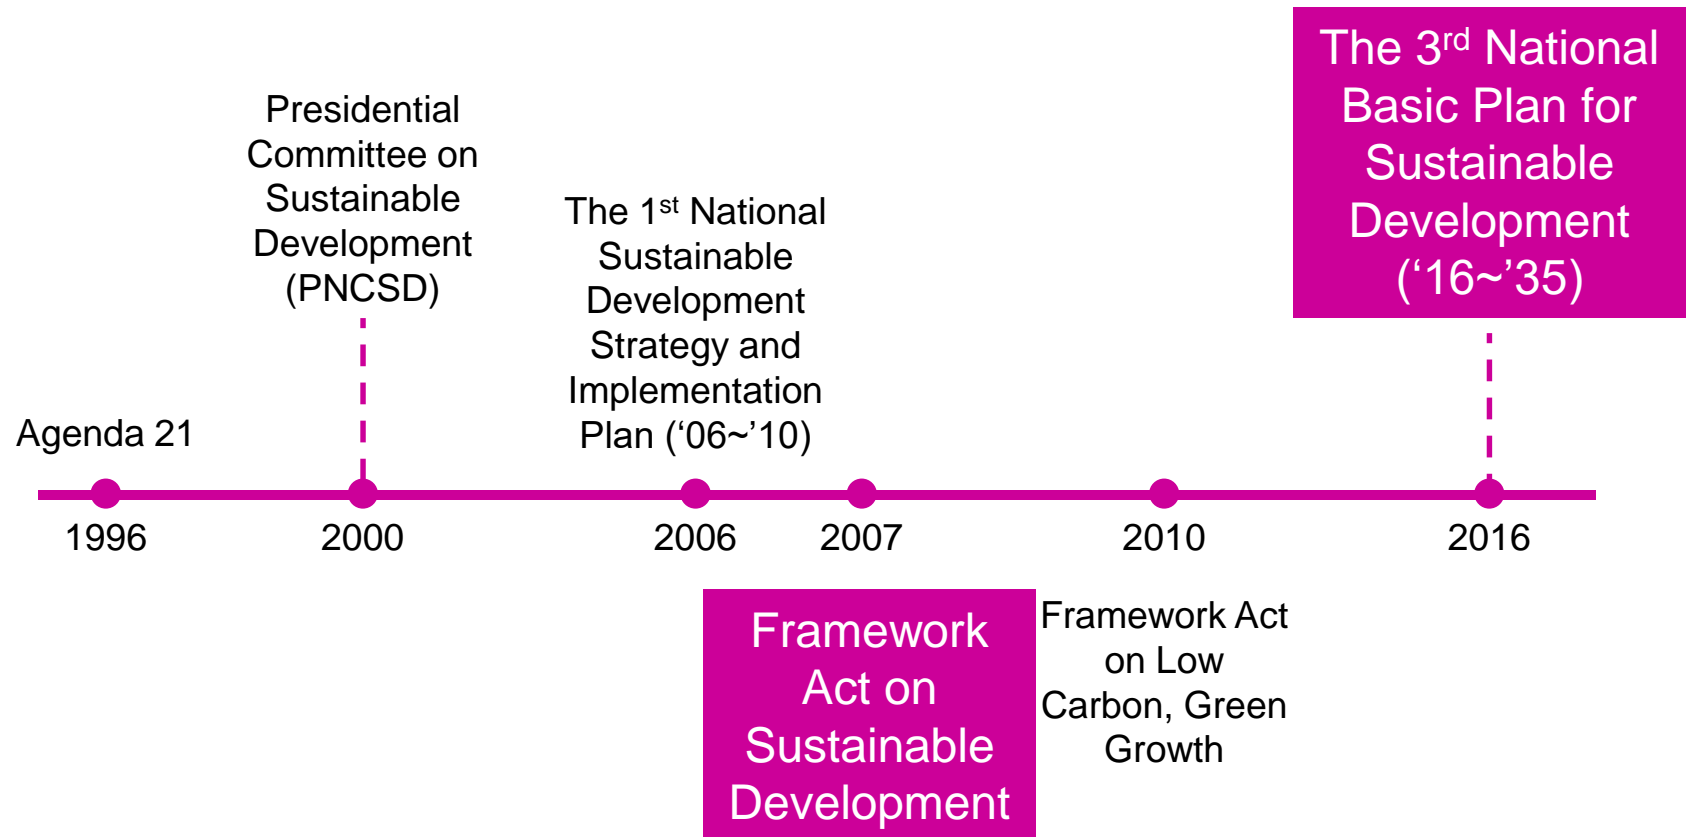 Agenda 21
Presidential
Committee on
Sustainable
Development
(PNCSD)
The 1st National
Sustainable
Development
Strategy and
Implementation
Plan (‘06~’10)
The 3rd National
Basic Plan for
Sustainable
Development
(‘16~’35)
1996
2000
2006
2007
2010
2016
Framework
Act on
Sustainable
Development
Framework Act
on Low
Carbon, Green
Growth